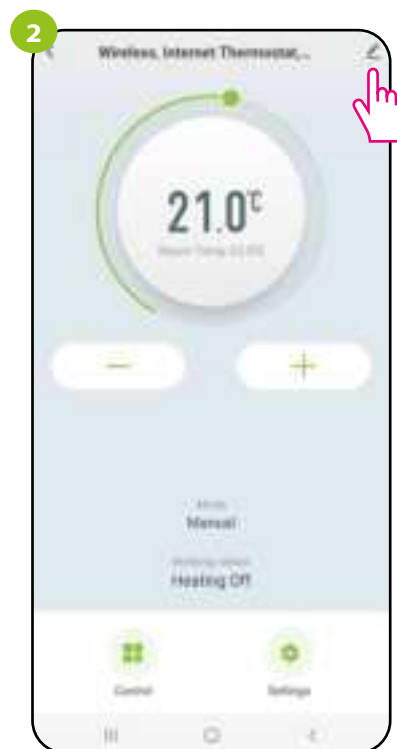 2
Wireless, Internet Thermostat,...
21.0°C
Mode
Manual
Heating Off
Control
Settings